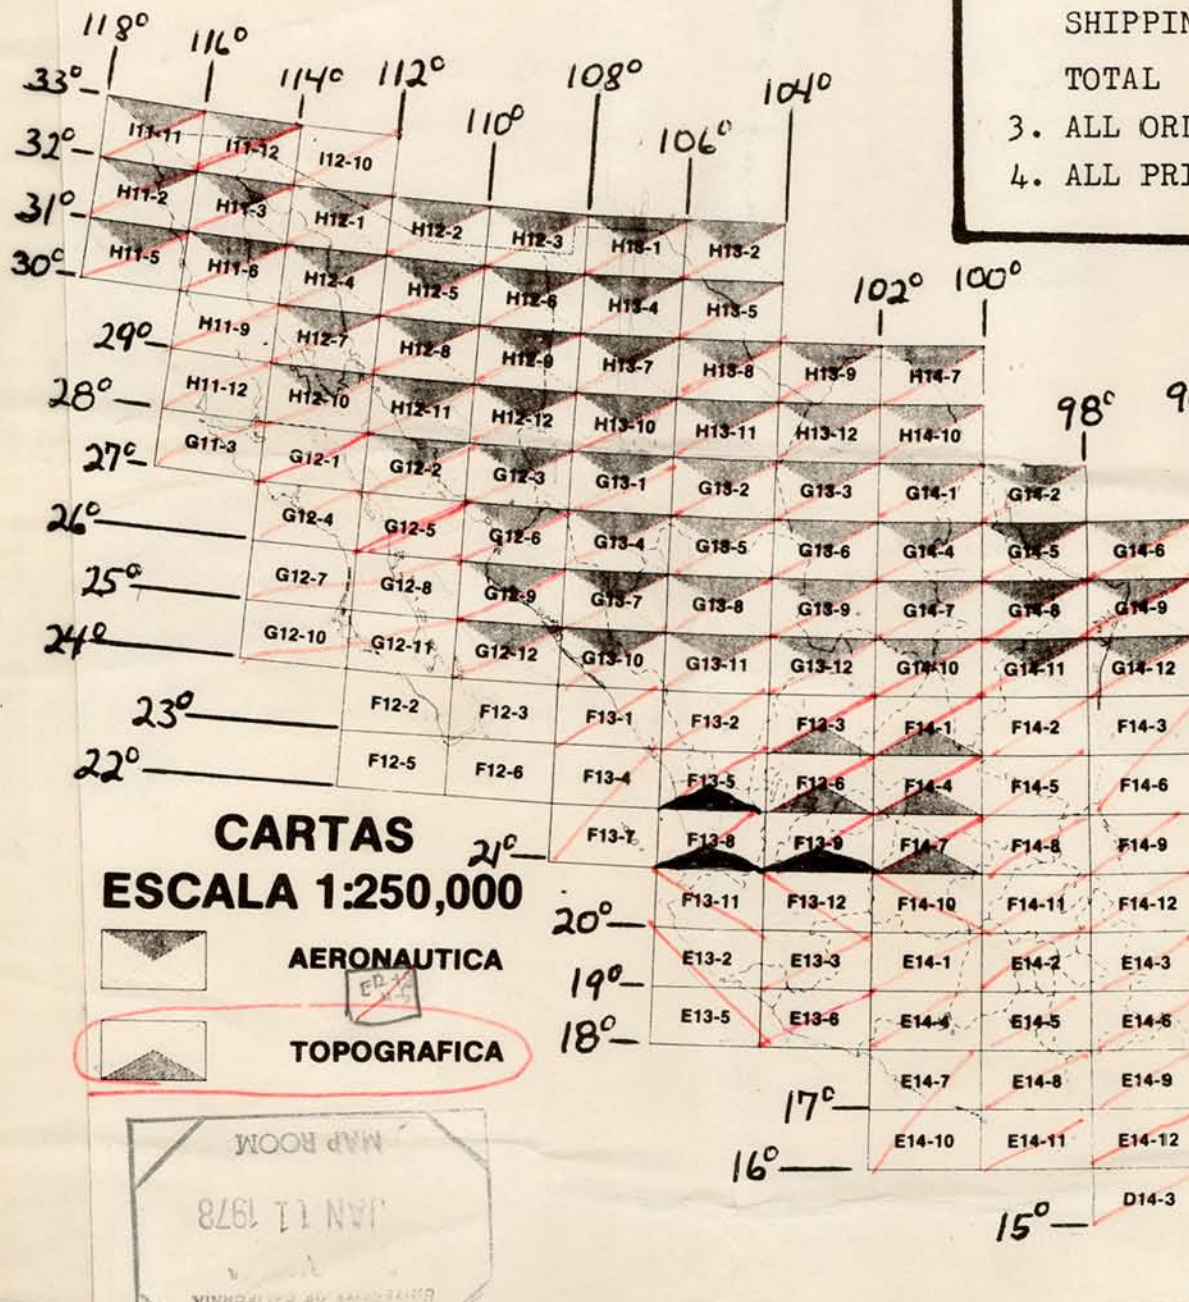 SHIPPIN
TOTAL
3. ALL ORI
4. ALL PRI
118° 116° 114° 112° 110° 108° 106° 104°
33°
I11-11 I11-12 I12-10
32°
H11-2 H11-3 H12-1 H12-2 H12-3 H13-1 H13-2
31°
H11-5 H11-6 H12-4 H12-5 H12-6 H13-4 H13-5
30°
102° 100°
H11-9 H12-7 H12-8 H12-9 H13-7 H13-8 H13-9 H14-7
29°
H11-12 H12-10 H12-11 H12-12 H13-10 H13-11 H13-12 H14-10
28°
98° 9
G11-3 G12-1 G12-2 G12-3 G13-1 G13-2 G13-3 G14-1 G14-2
27°
G12-4 G12-5 G12-6 G13-4 G13-5 G13-6 G14-4 G14-5 G14-6
26°
G12-7 G12-8 G12-9 G13-7 G13-8 G13-9 G14-7 G14-8 G14-9
25°
G12-10 G12-11 G12-12 G13-10 G13-11 G13-12 G14-10 G14-11 G14-12
24°
F12-2 F12-3 F13-1 F13-2 F13-3 F14-1 F14-2 F14-3
23°
F12-5 F12-6 F13-4 F13-5 F13-6 F14-4 F14-5 F14-6
22°
F13-7 F13-8 F13-9 F14-7 F14-8 F14-9
21°
F13-11 F13-12 F14-10 F14-11 F14-12
20°
E13-2 E13-3 E14-1 E14-2 E14-3
19°
E13-5 E13-6 E14-4 E14-5 E14-6
18°
E14-7 E14-8 E14-9
17°
E14-10 E14-11 E14-12
16°
D14-3
15°
CARTAS
ESCALA 1:250,000
AERONAUTICA
TOPOGRAFICA
MAP ROOM
JAN 11 1978
UNIVERSITY OF CALIFORNIA